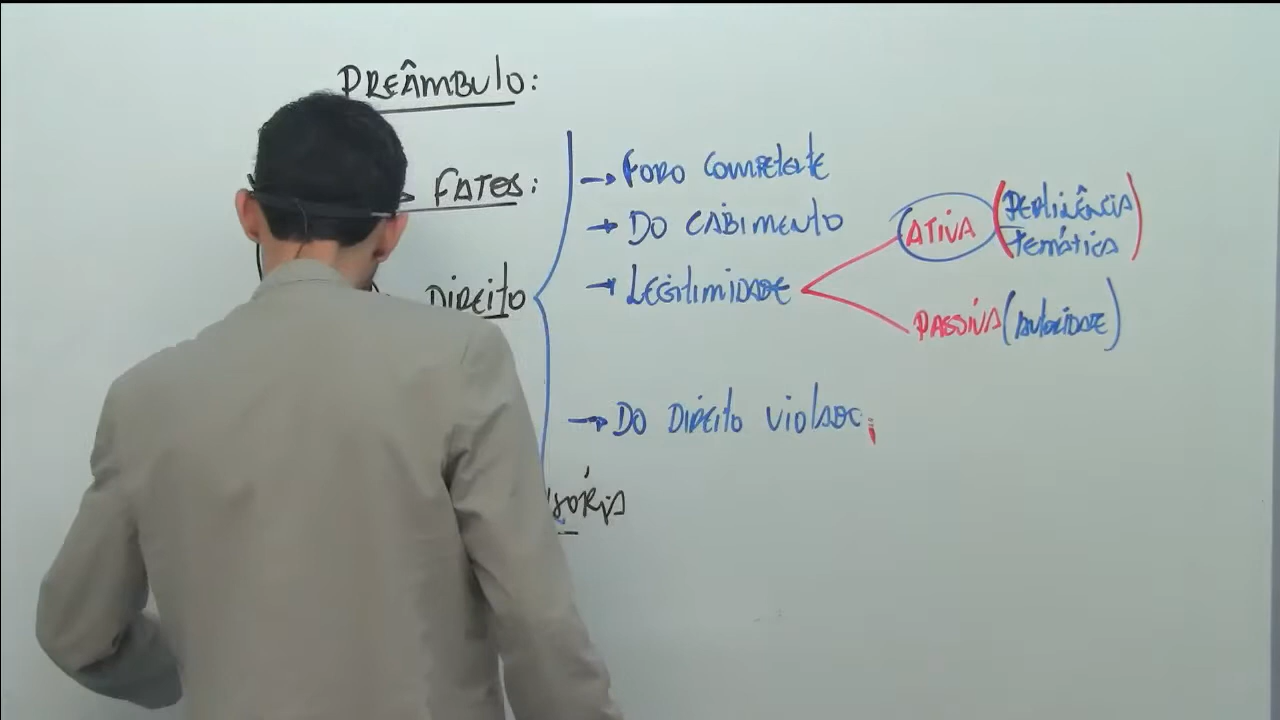 PREÂMBULO:
FATOS:
DIREITO
→ FORO COMPETENTE
→ DO CABIMENTO
→ LEGITIMIDADE
ATIVA (PERTINÊNCIA
temática)
PASSIVA (AUTORIDADE)
→ DO DIREITO VIOLADO;